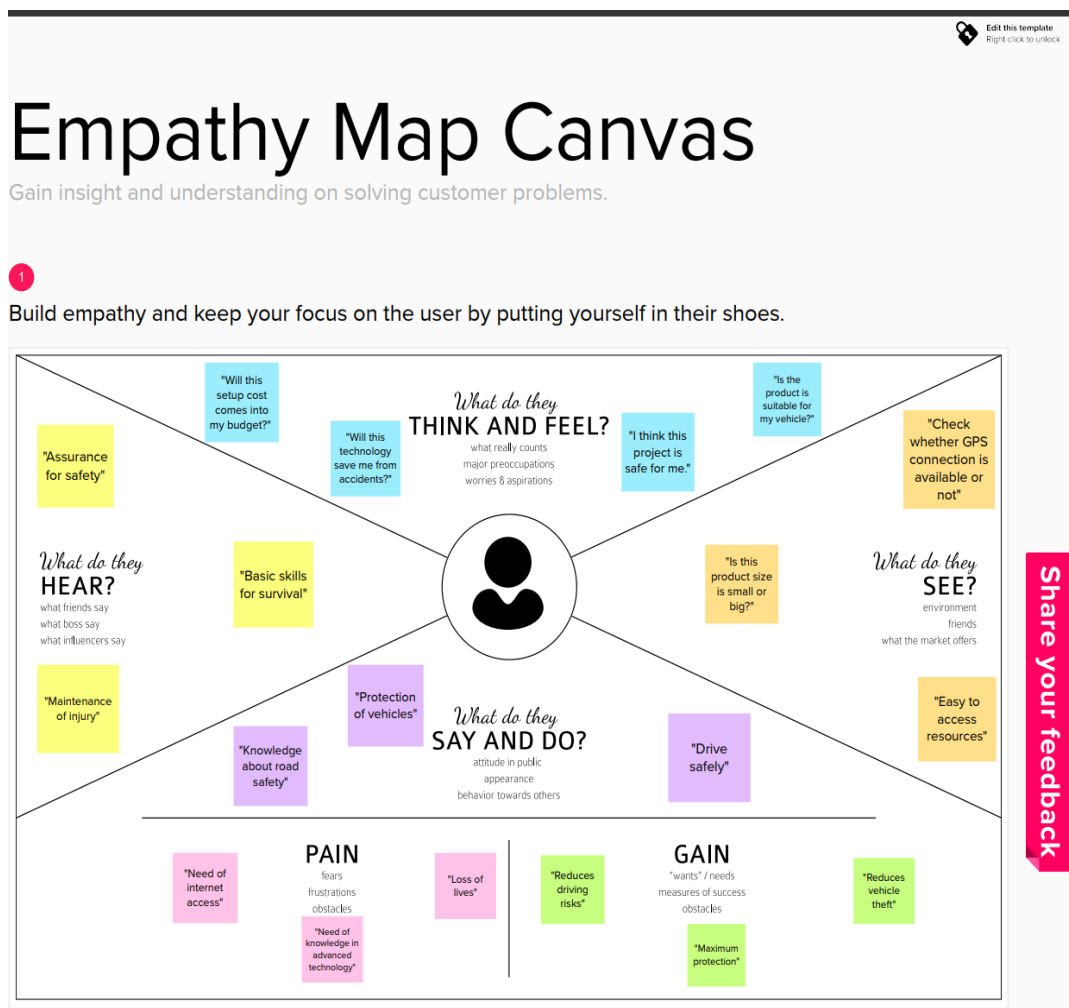 Edit this template
Right-click to unlock
Empathy Map Canvas
Gain insight and understanding on solving customer problems.
1
Build empathy and keep your focus on the user by putting yourself in their shoes.
"Will this
setup cost
comes into
my budget?"
"Will this
technology
save me from
accidents?"
What do they
THINK AND FEEL?
what really counts
major preoccupations
worries & aspirations
"I think this
project is
safe for me."
"Is the
product is
suitable for
my vehicle?"
"Assurance
for safety"
What do they
HEAR?
what friends say
what boss say
what influencers say
"Basic skills
for survival"
"Maintenance
of injury"
"Check
whether GPS
connection is
available or
not"
"Is this
product size
is small or
big?"
What do they
SEE?
environment
friends
what the market offers
"Easy to
access
resources"
"Protection
of vehicles"
"Knowledge
about road
safety"
What do they
SAY AND DO?
attitude in public
appearance
behavior towards others
"Drive
safely"
PAIN
fears
frustrations
obstacles
"Need of
internet
access"
"Loss of
lives"
"Need of
knowledge in
advanced
technology"
GAIN
"wants" / needs
measures of success
obstacles
"Reduces
driving
risks"
"Reduces
vehicle
theft"
"Maximum
protection"
Share your feedback